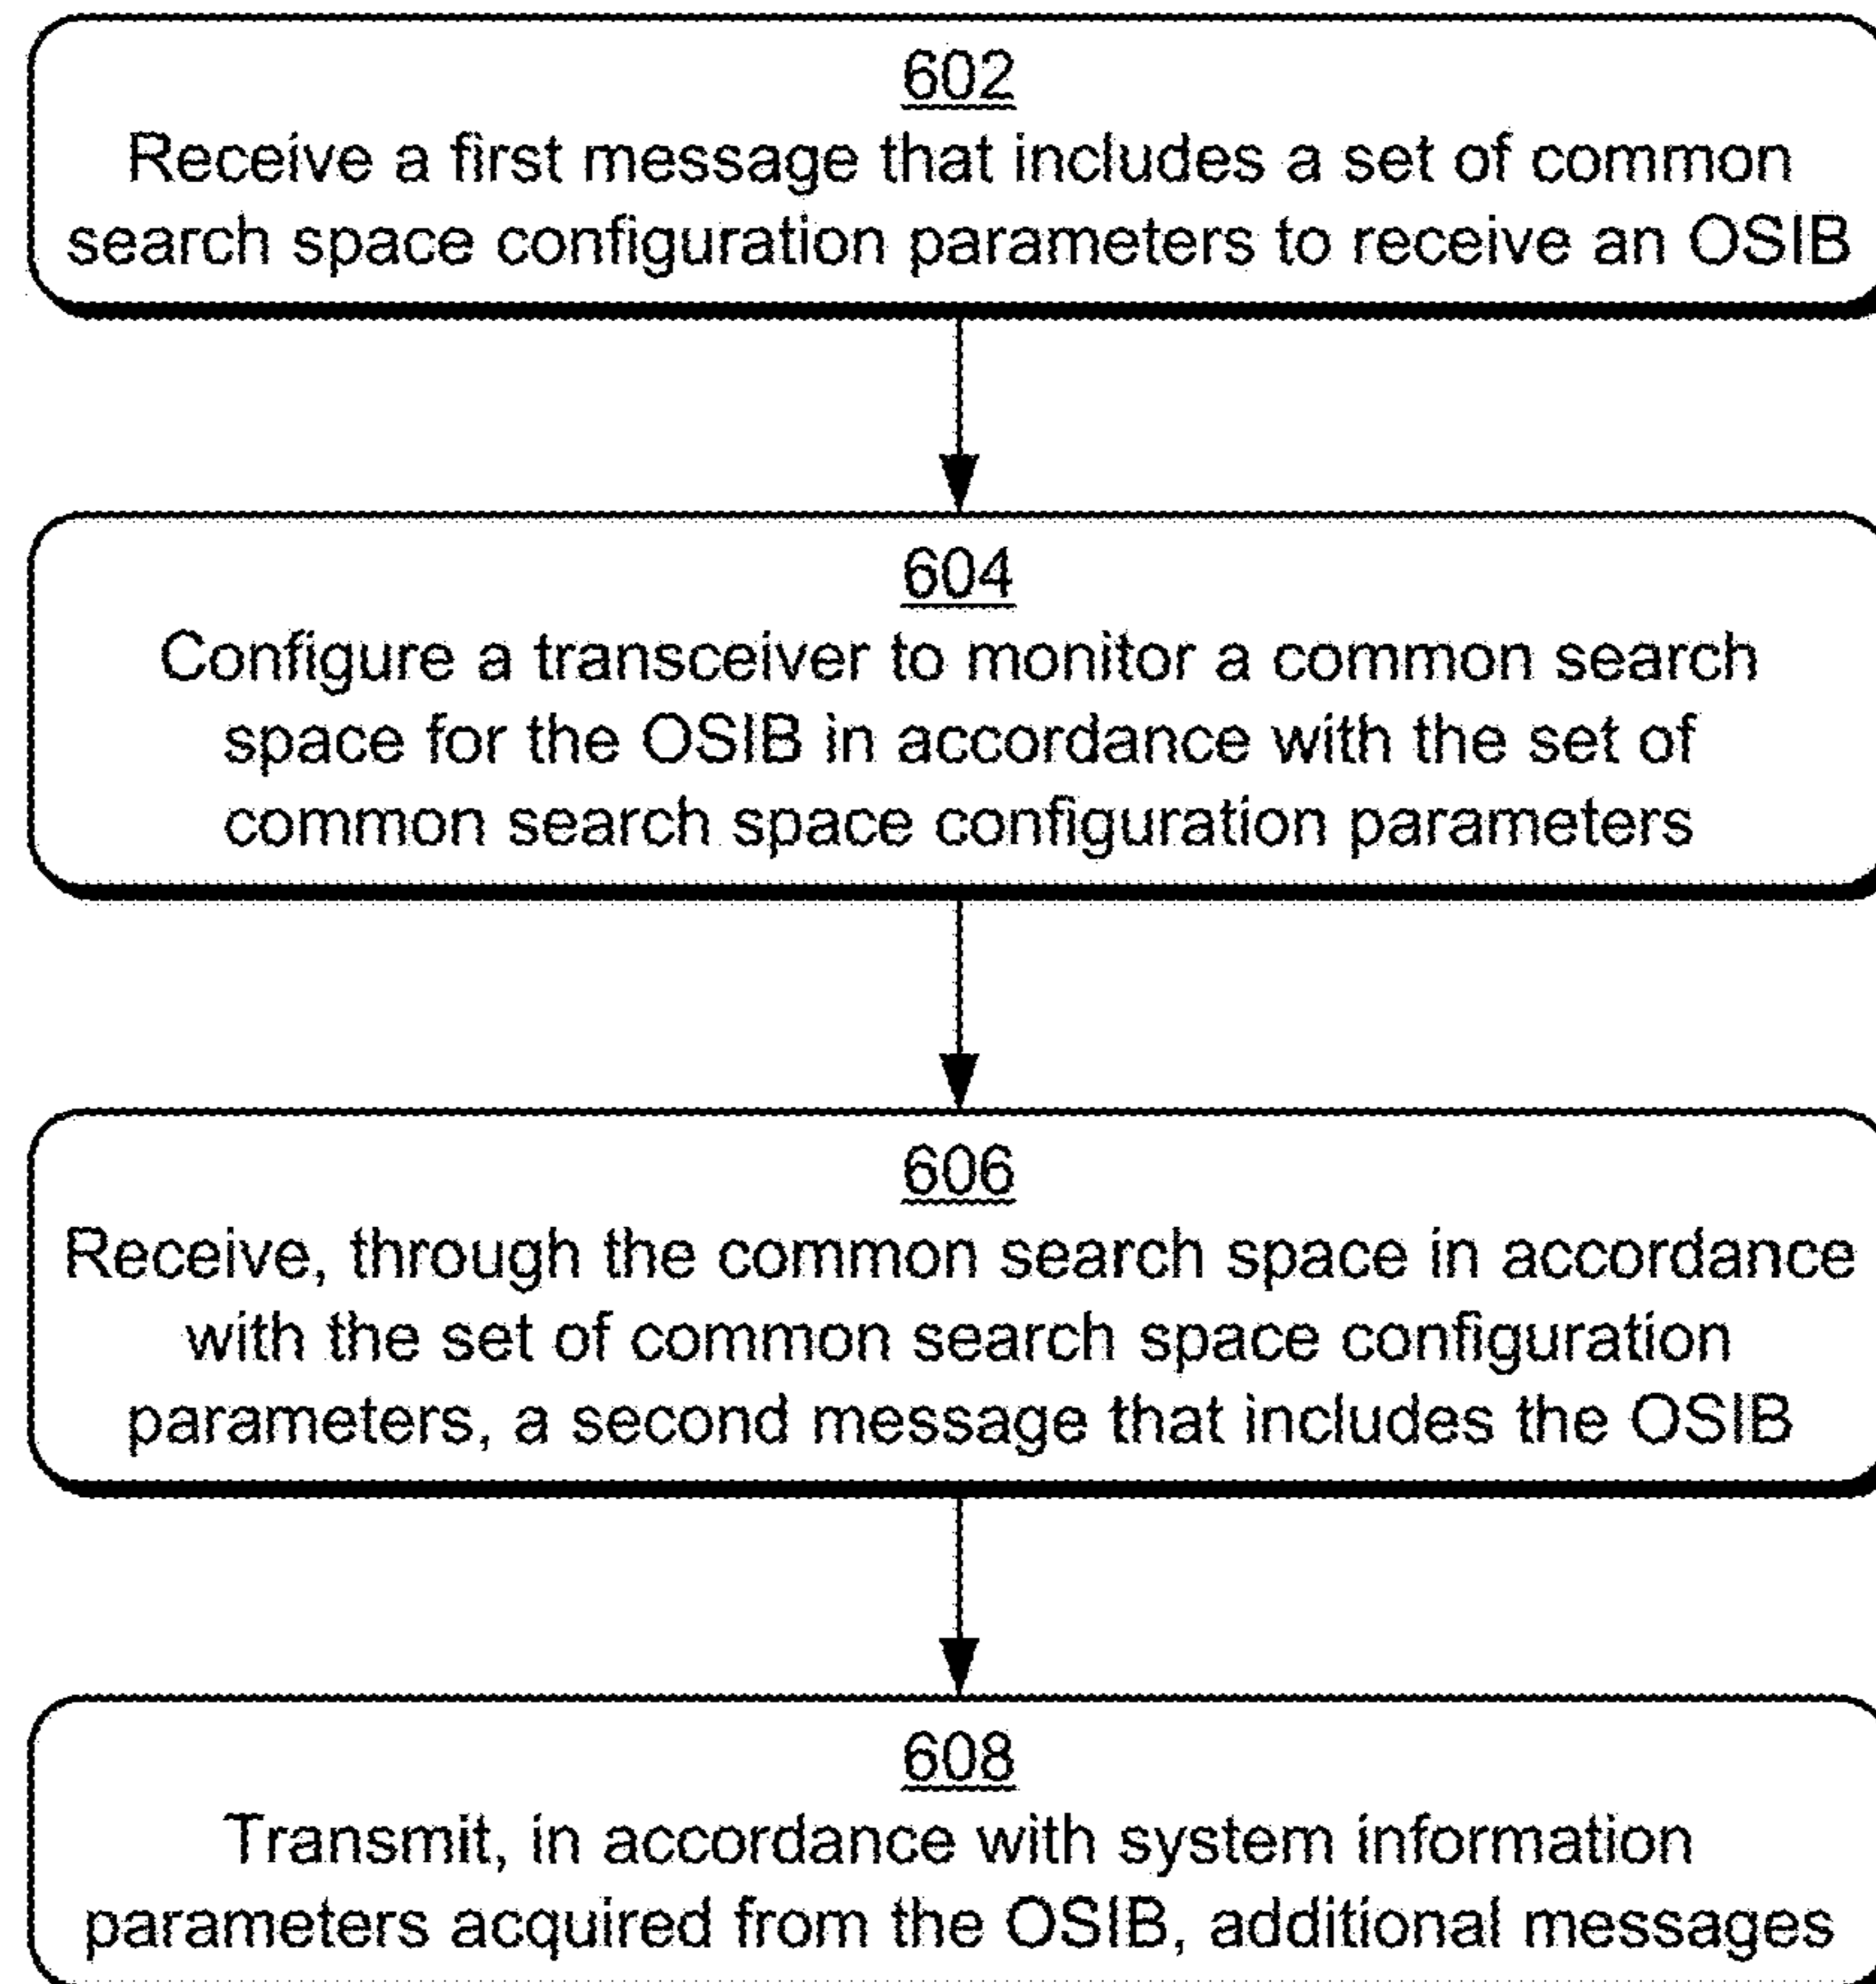 602
Receive a first message that includes a set of common
search space configuration parameters to receive an OSIB
604
Configure a transceiver to monitor a common search
space for the OSIB in accordance with the set of
common search space configuration parameters
606
Receive, through the common search space in accordance
with the set of common search space configuration
parameters, a second message that includes the OSIB
608
Transmit, in accordance with system information
parameters acquired from the OSIB, additional messages